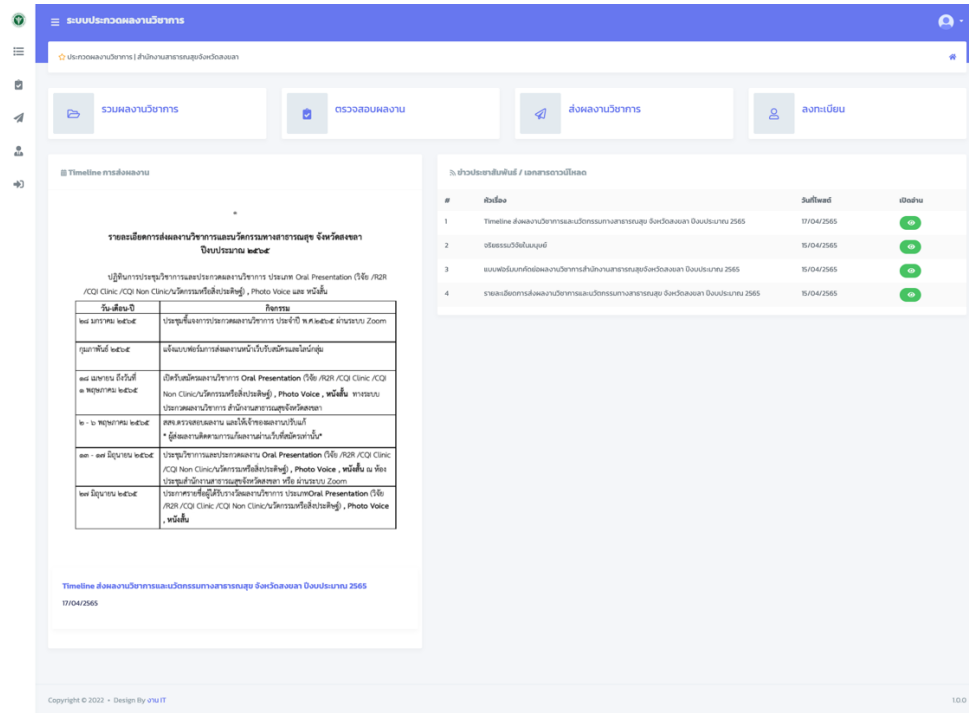 ระบบประกวดผลงานวิชาการ
ประกวดผลงานวิชาการ | สำนักงานสาธารณสุขจังหวัดสงขลา
รวมผลงานวิชาการ
ตรวจสอบผลงาน
ส่งผลงานวิชาการ
ลงทะเบียน
Timeline การส่งผลงาน
รายละเอียดการส่งผลงานวิชาการและนวัตกรรมทางสาธารณสุข จังหวัดสงขลา
ปีงบประมาณ ๒๕๖๕
ปฏิทินการประชุมวิชาการและประกวดผลงานวิชาการ ประเภท Oral Presentation (วิจัย /R2R
/CQI Clinic /CQI Non Clinic/นวัตกรรมหรือสิ่งประดิษฐ์) , Photo Voice และ หนังสั้น
วัน-เดือน-ปี กิจกรรม
๒๘ มกราคม ๒๕๖๕ ประชุมชี้แจงการประกวดผลงานวิชาการ ประจำปี พ.ศ.๒๕๖๕ ผ่านระบบ Zoom
กุมภาพันธ์ ๒๕๖๕ แจ้งแบบฟอร์มการส่งผลงานหน้าเว็บรับสมัครและไลน์กลุ่ม
๑๘ เมษายน ถึงวันที่ เปิดรับสมัครผลงานวิชาการ Oral Presentation (วิจัย /R2R /CQI Clinic /CQI
๑ พฤษภาคม ๒๕๖๕ Non Clinic/นวัตกรรมหรือสิ่งประดิษฐ์) , Photo Voice , หนังสั้น ทางระบบ
ประกวดผลงานวิชาการ สำนักงานสาธารณสุขจังหวัดสงขลา
๒ - ๖ พฤษภาคม ๒๕๖๕ สสจ.ตรวจสอบผลงาน และให้เจ้าของผลงานปรับแก้
* ผู้ส่งผลงานติดตามการแก้ผลงานผ่านเว็บที่สมัครเท่านั้น*
๑๓ - ๑๗ มิถุนายน ๒๕๖๕ ประชุมวิชาการและประกวดผลงาน Oral Presentation (วิจัย /R2R /CQI Clinic
/CQI Non Clinic/นวัตกรรมหรือสิ่งประดิษฐ์) , Photo Voice , หนังสั้น ณ ห้อง
ประชุมสำนักงานสาธารณสุขจังหวัดสงขลา หรือ ผ่านระบบ Zoom
๒๗ มิถุนายน ๒๕๖๕ ประกาศรายชื่อผู้ได้รับรางวัลผลงานวิชาการ ประเภทOral Presentation (วิจัย
/R2R /CQI Clinic /CQI Non Clinic/นวัตกรรมหรือสิ่งประดิษฐ์) , Photo Voice
, หนังสั้น
Timeline ส่งผลงานวิชาการและนวัตกรรมทางสาธารณสุข จังหวัดสงขลา ปีงบประมาณ 2565
17/04/2565
ข่าวประชาสัมพันธ์ / เอกสารดาวน์โหลด
# หัวเรื่อง วันที่โพสต์ เปิดอ่าน
1 Timeline ส่งผลงานวิชาการและนวัตกรรมทางสาธารณสุข จังหวัดสงขลา ปีงบประมาณ 2565 17/04/2565
2 จริยธรรมวิจัยในมนุษย์ 15/04/2565
3 แบบฟอร์มบทคัดย่อผลงานวิชาการสำนักงานสาธารณสุขจังหวัดสงขลา ปีงบประมาณ 2565 15/04/2565
4 รายละเอียดการส่งผลงานวิชาการและนวัตกรรมทางสาธารณสุข จังหวัดสงขลา ปีงบประมาณ 2565 15/04/2565
Copyright © 2022 • Design By งาน IT
1.0.0